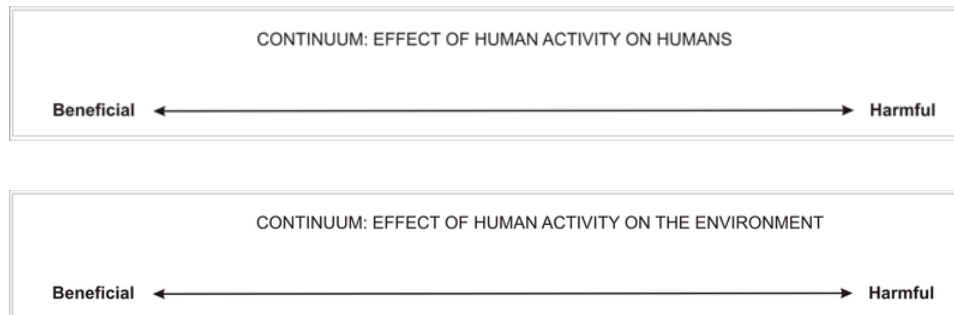 CONTINUUM: EFFECT OF HUMAN ACTIVITY ON HUMANS
Beneficial Harmful
CONTINUUM: EFFECT OF HUMAN ACTIVITY ON THE ENVIRONMENT
Beneficial Harmful